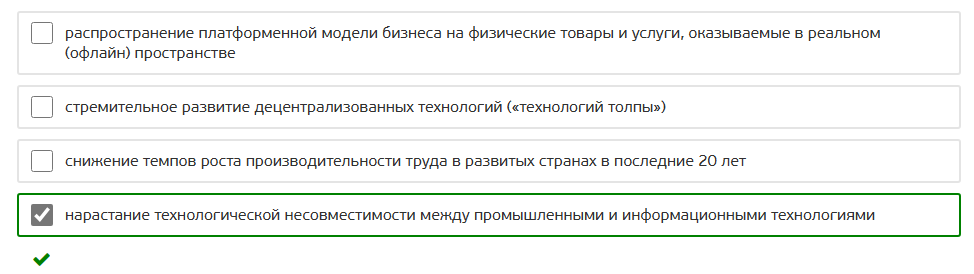 распространение платформенной модели бизнеса на физические товары и услуги, оказываемые в реальном
(офлайн) пространстве
стремительное развитие децентрализованных технологий («технологий толпы»)
снижение темпов роста производительности труда в развитых странах в последние 20 лет
нарастание технологической несовместимости между промышленными и информационными технологиями